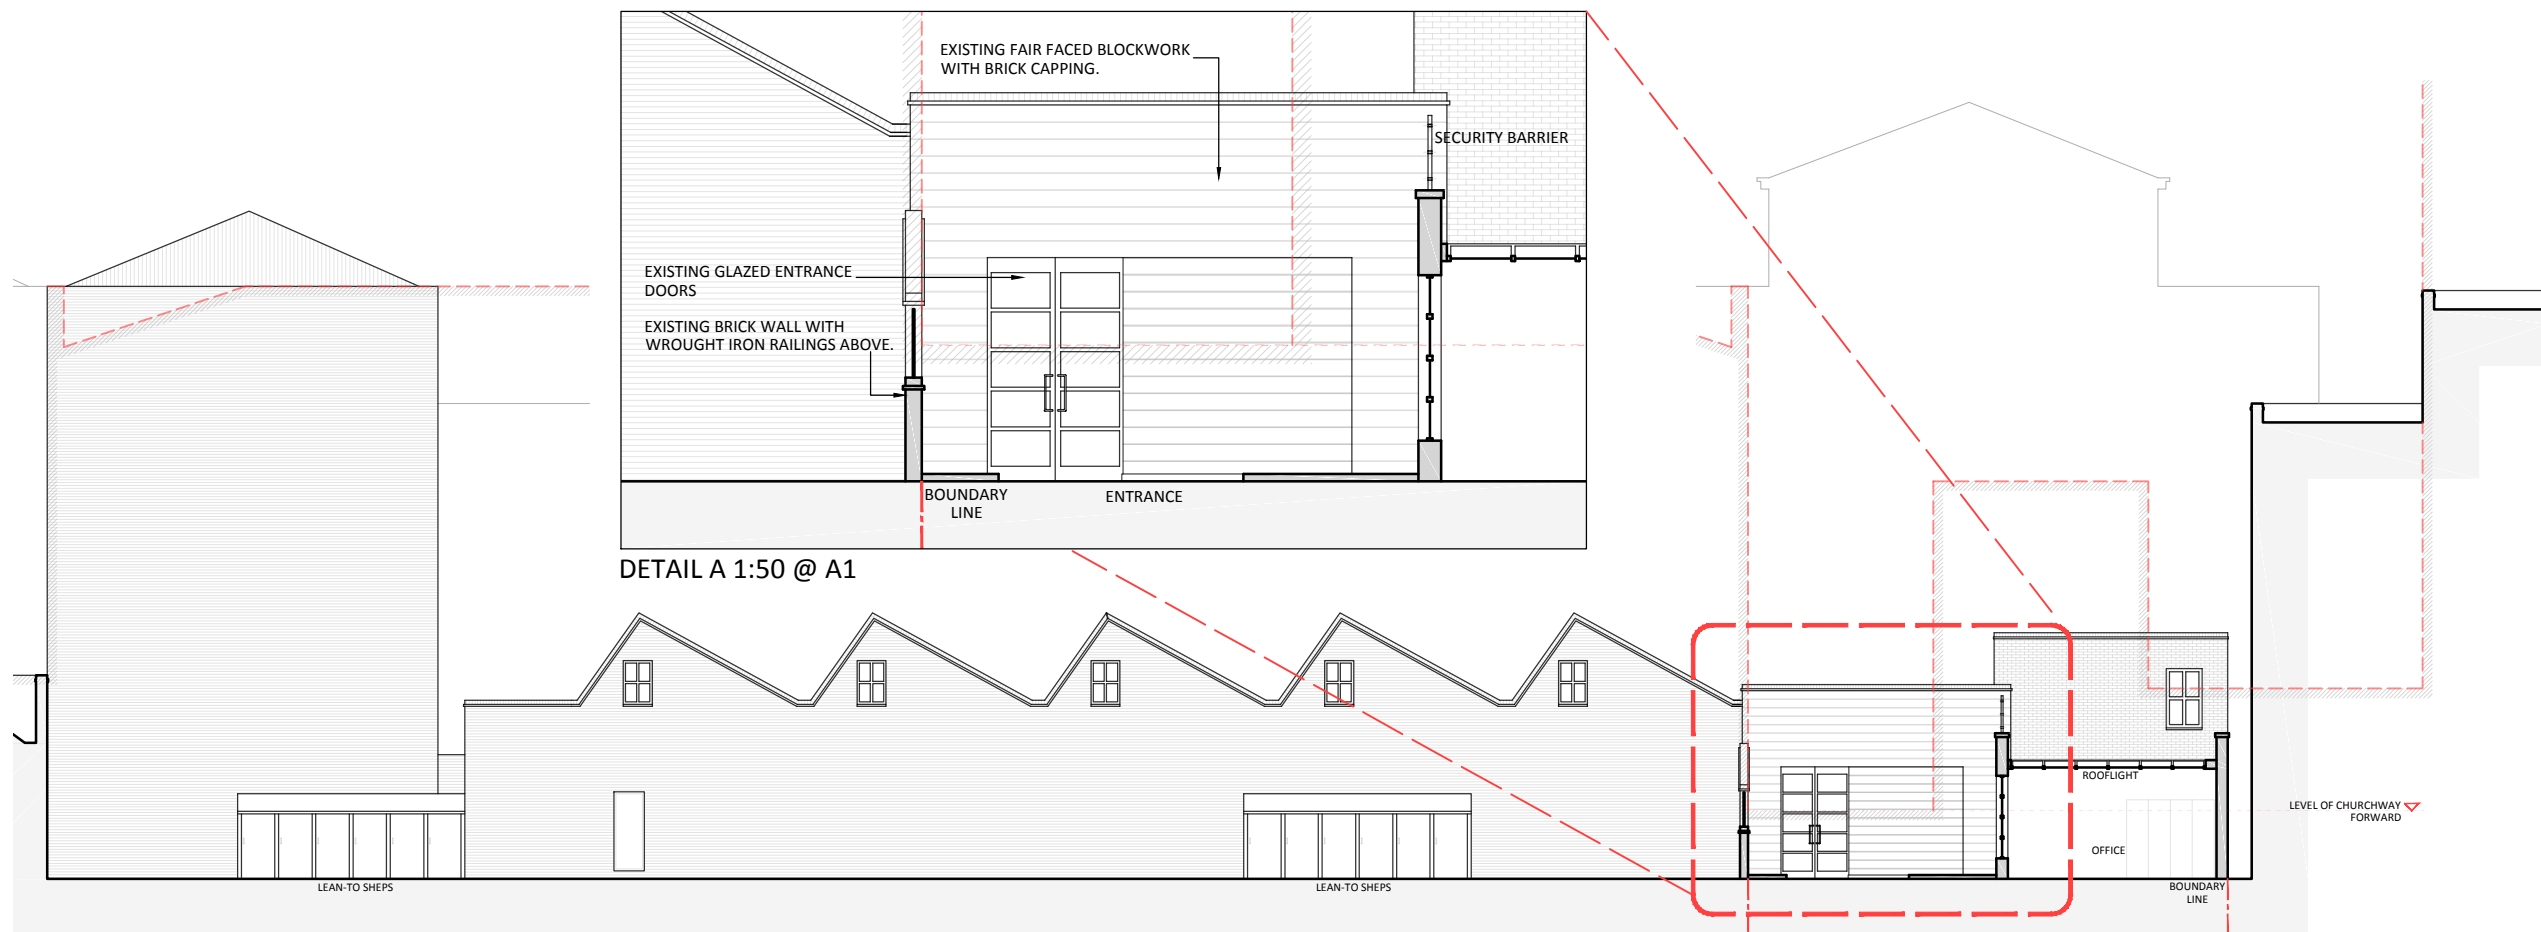 EXISTING FAIR FACED BLOCKWORK
WITH BRICK CAPPING.
SECURITY BARRIER
EXISTING GLAZED ENTRANCE
DOORS
EXISTING BRICK WALL WITH
WROUGHT IRON RAILINGS ABOVE.
BOUNDARY
LINE
ENTRANCE
DETAIL A 1:50 @ A1
ROOFLIGHT
LEVEL OF CHURCHWAY
FORWARD
OFFICE
LEAN-TO SHEPS
LEAN-TO SHEPS
BOUNDARY
LINE